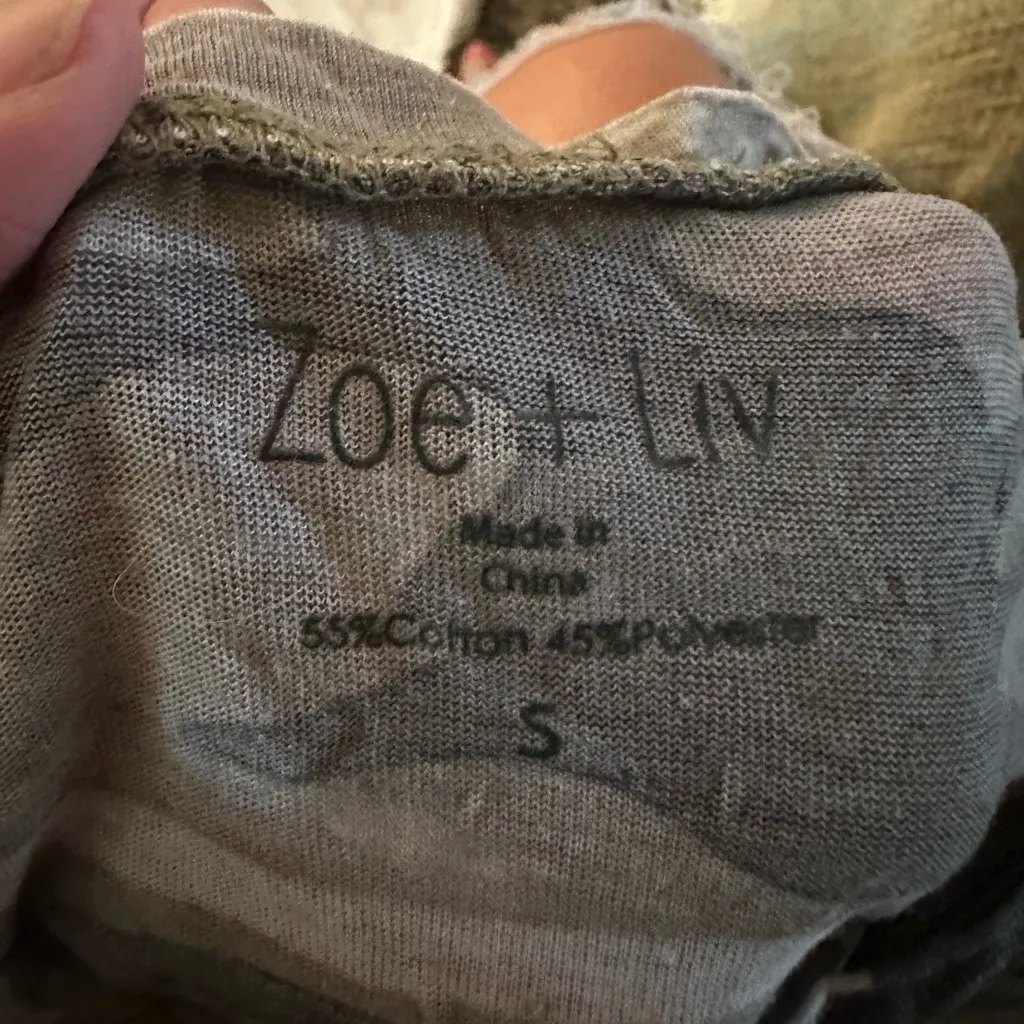 Zoe + Liv
Made in
China
55%Cotton 45%Polyester
S